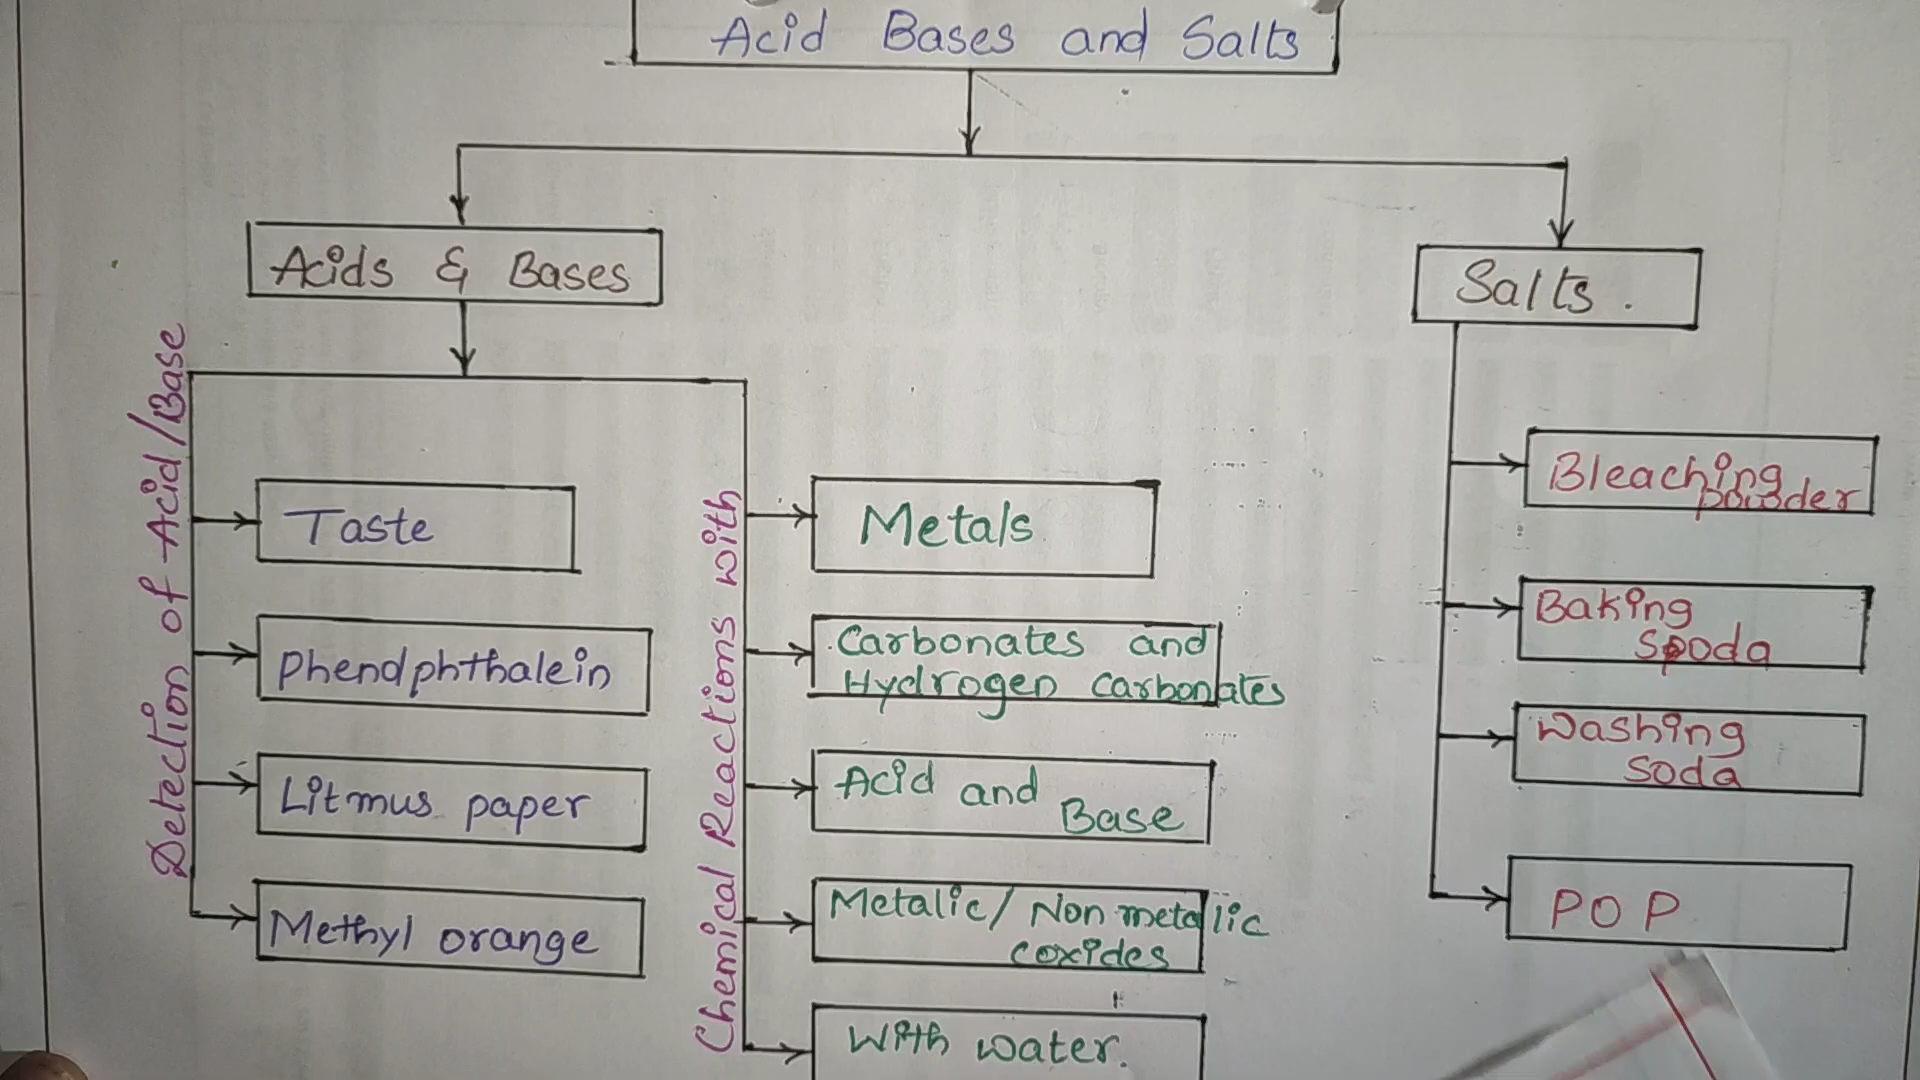 Acid Bases and Salts
Acids & Bases
Salts.
Detection of Acid/Base
Taste
Phendphthalein
Litmus paper
Methyl orange
Chemical Reactions with
Metals
Carbonates and
Hydrogen carbonates
Acid and
Base
Metalic/Non metallic
oxides
With water.
Bleaching
powder
Baking
Soda
Washing
Soda
POP